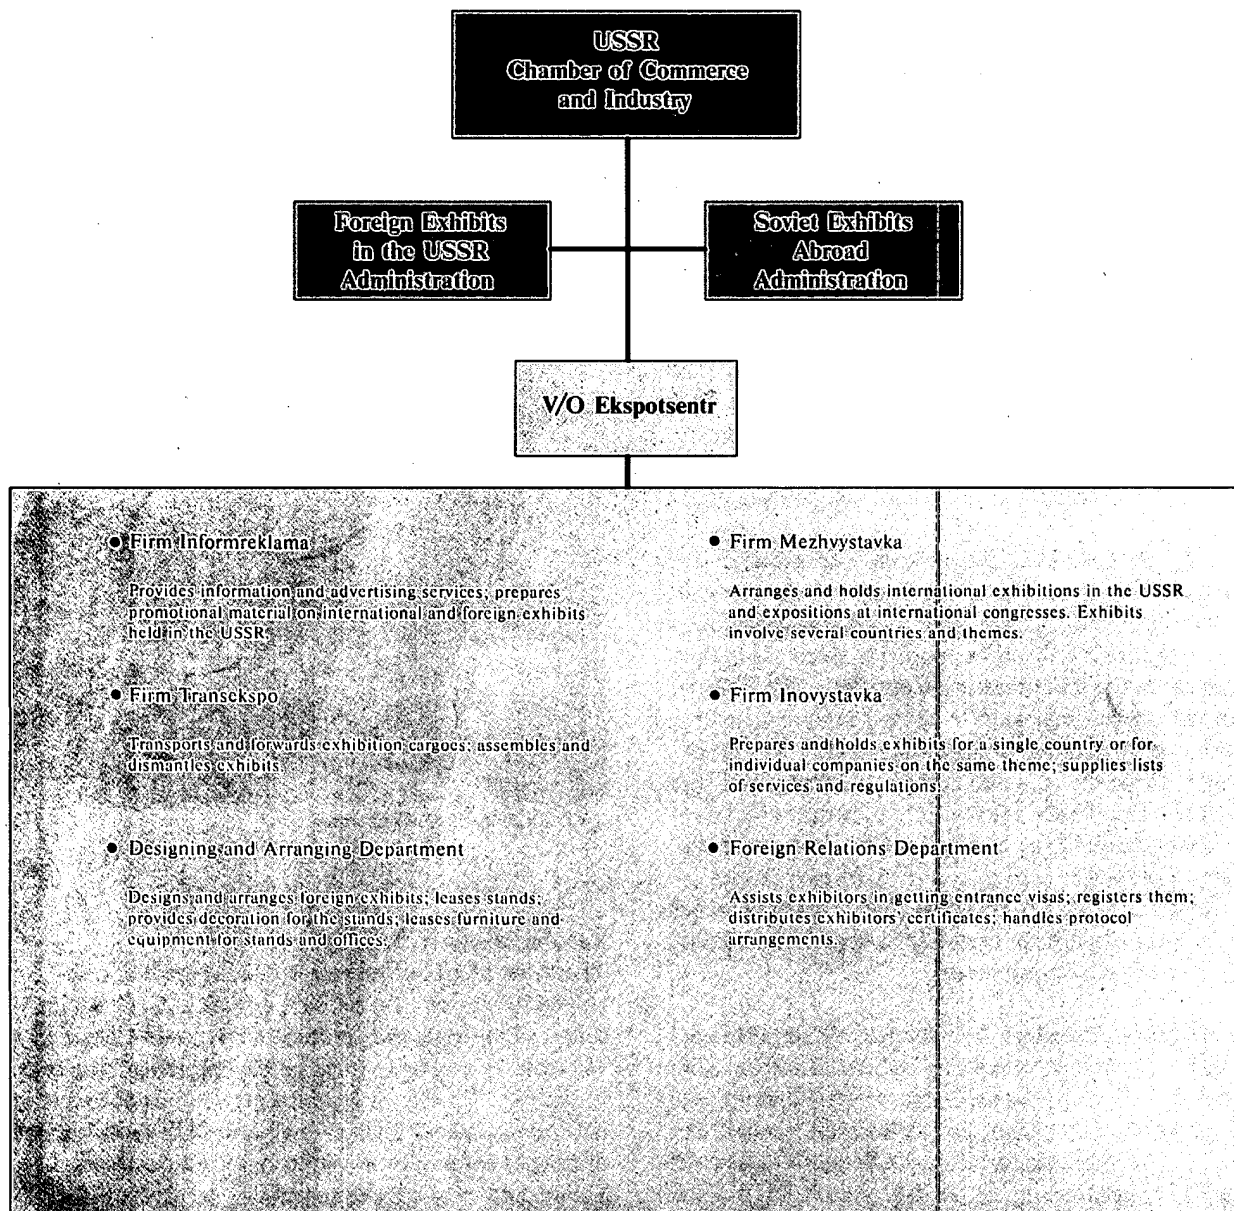 USSR
Chamber of Commerce
and Industry
Foreign Exhibits
in the USSR
Administration
Soviet Exhibits
Abroad
Administration
V/O Ekspotsentr
• Firm Informreklama
Provides information and advertising services; prepares
promotional material on international and foreign exhibits
held in the USSR.
• Firm Transekspo
Transports and forwards exhibition cargoes; assembles and
dismantles exhibits.
• Designing and Arranging Department
Designs and arranges foreign exhibits; leases stands;
provides decoration for the stands; leases furniture and
equipment for stands and offices.
• Firm Mezhvystavka
Arranges and holds international exhibitions in the USSR
and expositions at international congresses. Exhibits
involve several countries and themes.
• Firm Inovystavka
Prepares and holds exhibits for a single country or for
individual companies on the same theme; supplies lists
of services and regulations.
• Foreign Relations Department
Assists exhibitors in getting entrance visas; registers them;
distributes exhibitors' certificates; handles protocol
arrangements.